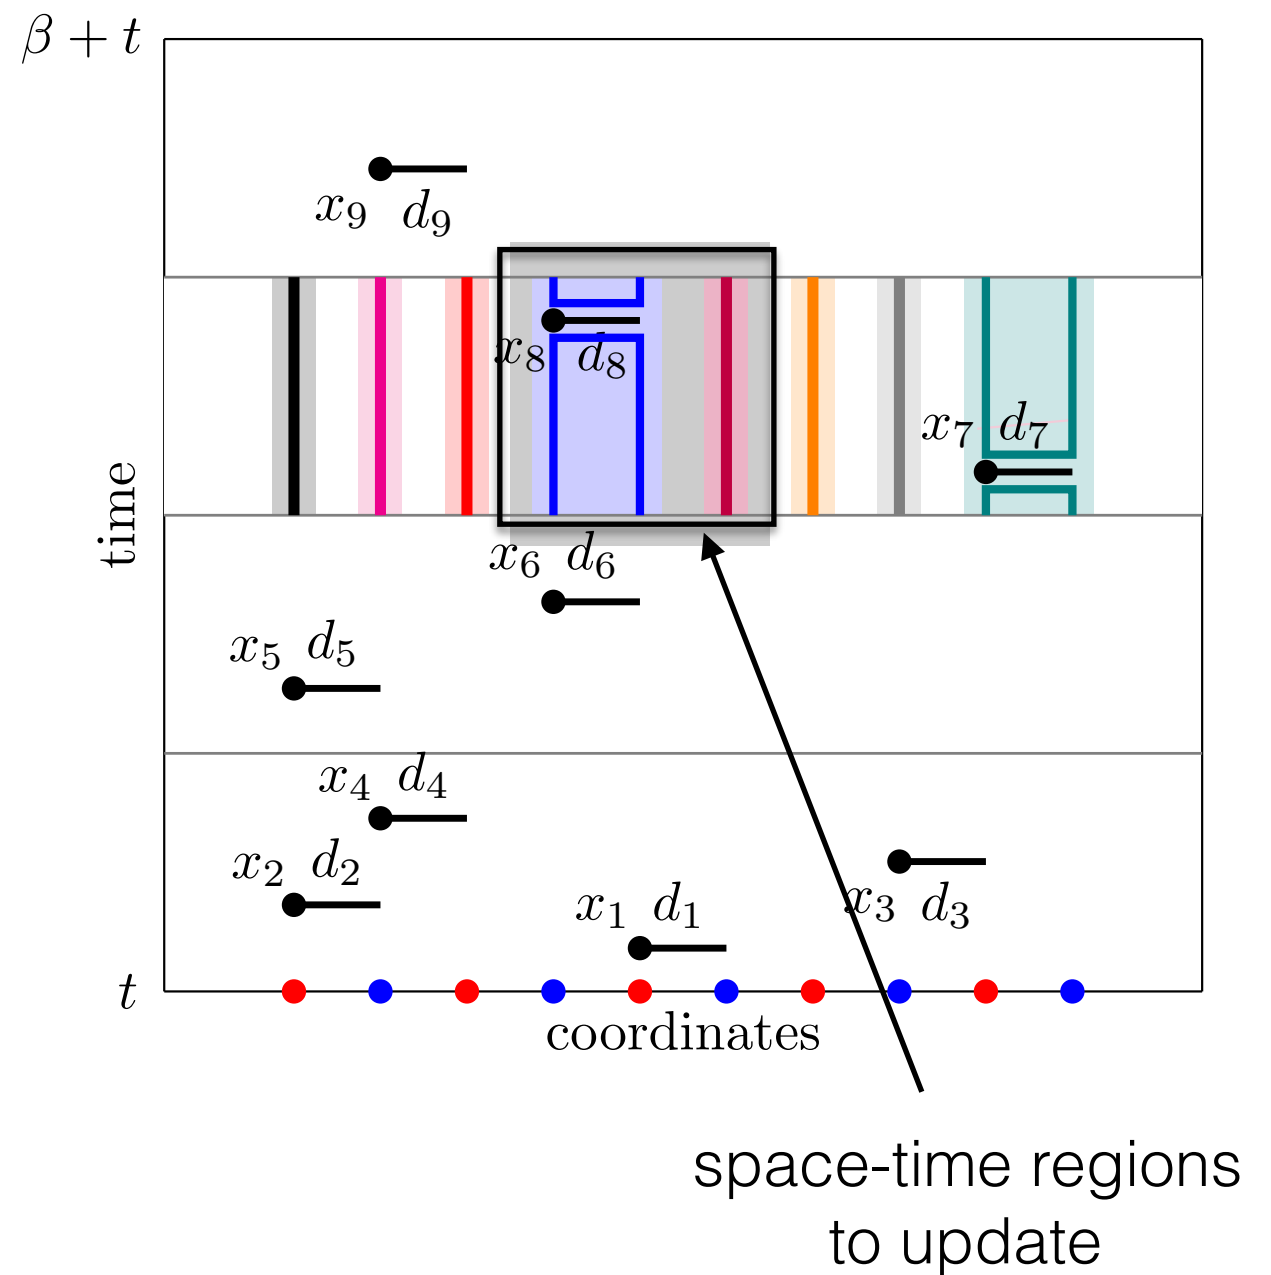 β + t
x₉ d₉
x₈ d₈
x₇ d₇
time
x₆ d₆
x₅ d₅
x₄ d₄
x₂ d₂
x₁ d₁
x₃ d₃
t
coordinates
space-time regions
to update